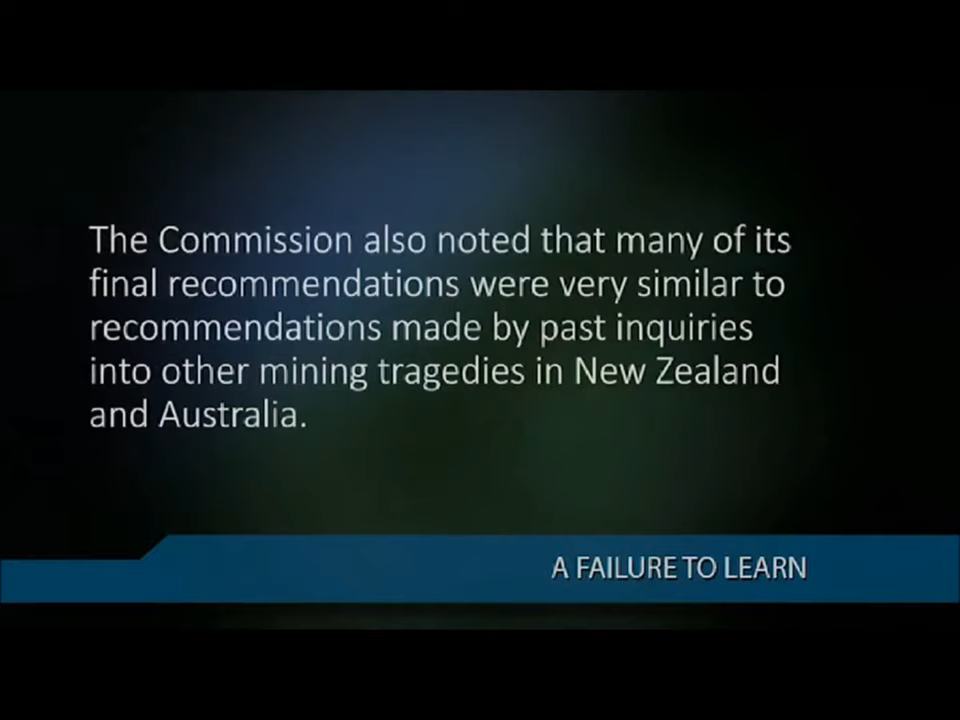 The Commission also noted that many of its
final recommendations were very similar to
recommendations made by past inquiries
into other mining tragedies in New Zealand
and Australia.
A FAILURE TO LEARN